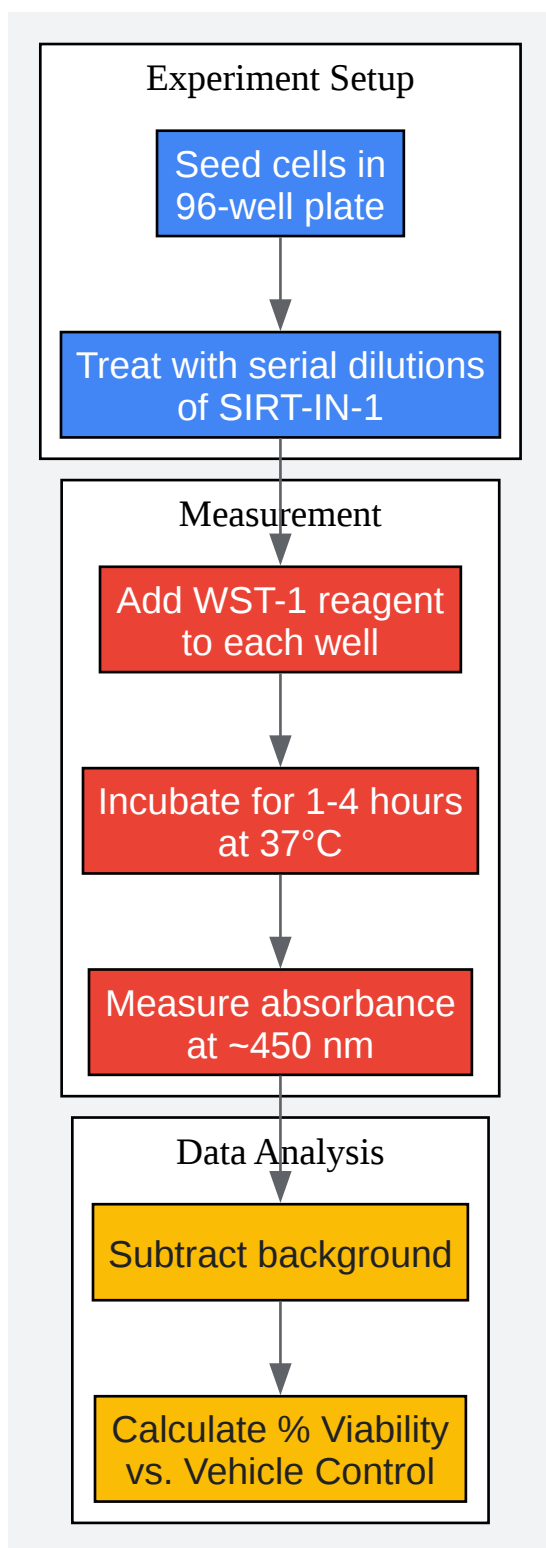 Experiment Setup
Seed cells in
96-well plate
Treat with serial dilutions
of SIRT-IN-1
Measurement
Add WST-1 reagent
to each well
Incubate for 1-4 hours
at 37°C
Measure absorbance
at ~450 nm
Data Analysis
Subtract background
Calculate % Viability
vs. Vehicle Control